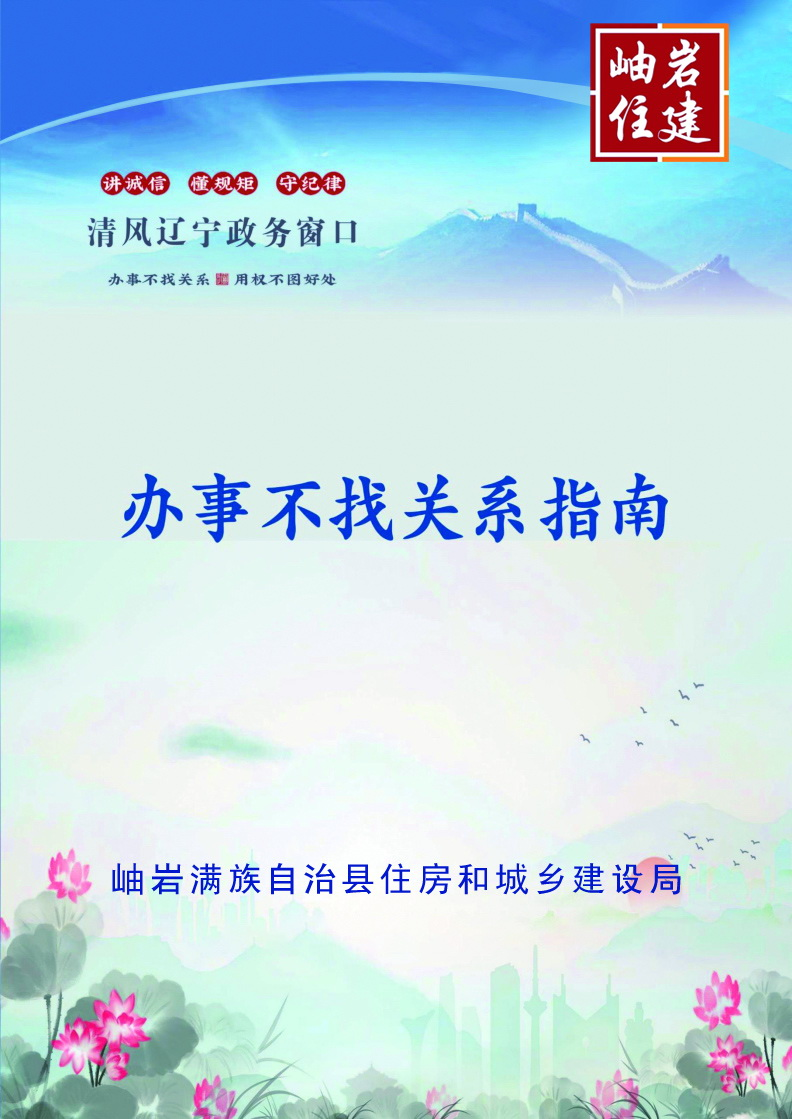 岫岩
住建
讲诚信 懂规矩 守纪律
清风辽宁政务窗口
办事不找关系 用权不图好处
办事不找关系指南
岫岩满族自治县住房和城乡建设局